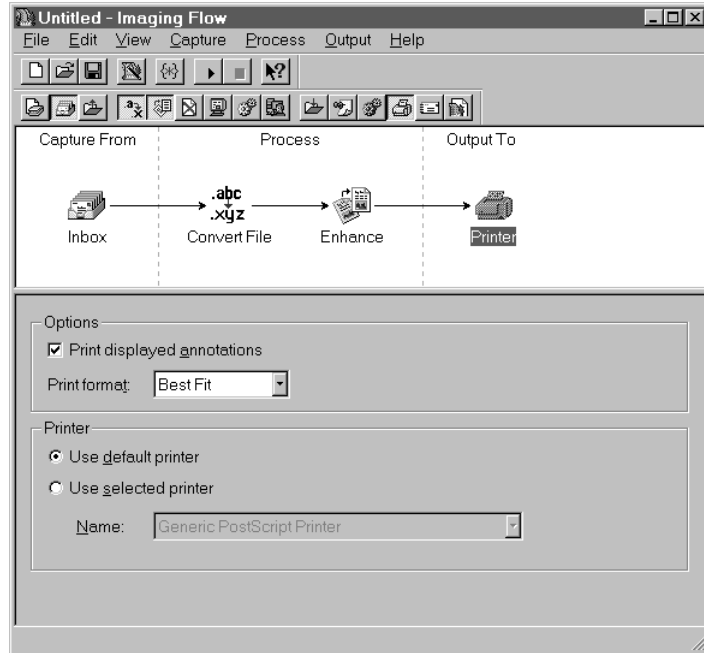 Untitled - Imaging Flow
File Edit View Capture Process Output Help
Capture From Process Output To
.abc
.xyz
Inbox Convert File Enhance Printer
Options
Print displayed annotations
Print format: Best Fit
Printer
Use default printer
Use selected printer
Name: Generic PostScript Printer